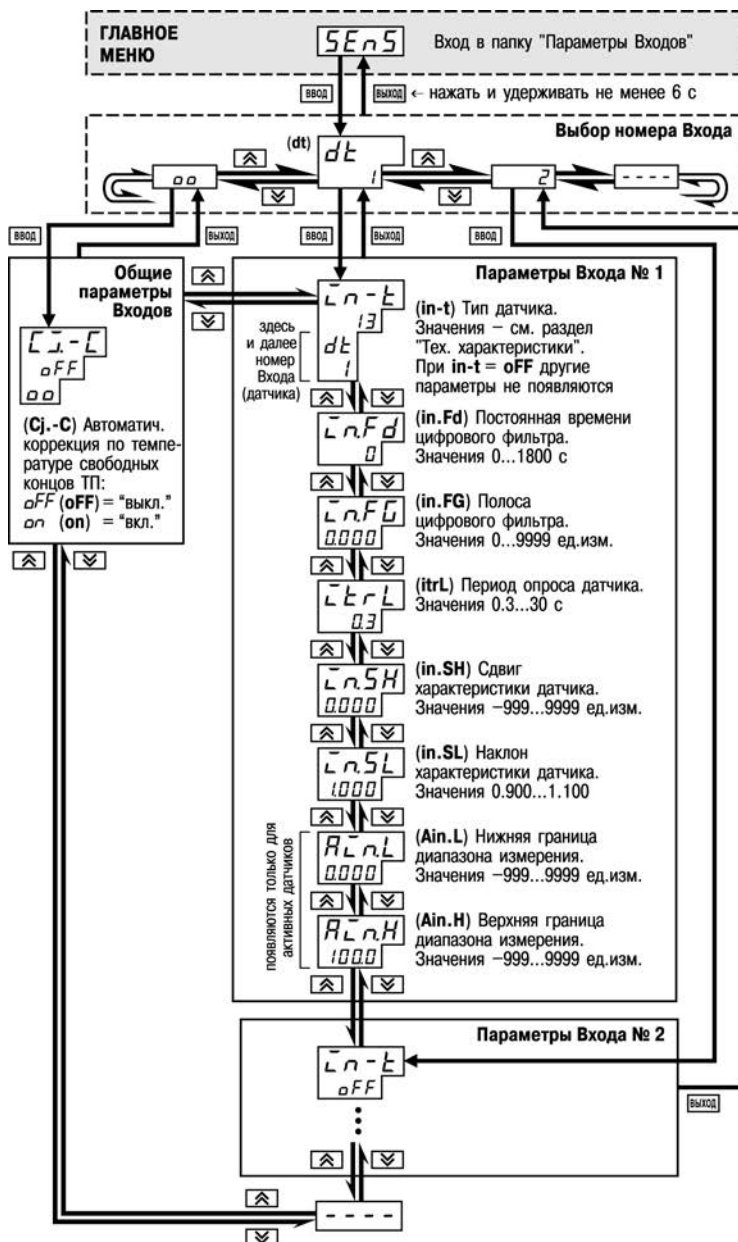 ГЛАВНОЕ
МЕНЮ
SEnS
Вход в папку "Параметры Входов"
ВВОД
ВЫХОД
← нажать и удерживать не менее 6 с
Выбор номера Входа
(dt)
dt
1
oo
2
- - - -
ВВОД
ВЫХОД
ВВОД
ВЫХОД
ВВОД
Общие
параметры
Входов
Cj.-C
oFF
oo
(Cj.-C) Автоматич.
коррекция по темпе-
ратуре свободных
концов ТП:
oFF (oFF) = "выкл."
on (on) = "вкл."
Параметры Входа № 1
in-t
13
dt
1
здесь
и далее
номер
Входа
(датчика)
(in-t) Тип датчика.
Значения – см. раздел
"Тех. характеристики".
При in-t = oFF другие
параметры не появляются
in.Fd
0
(in.Fd) Постоянная времени
цифрового фильтра.
Значения 0...1800 с
in.FG
0.000
(in.FG) Полоса
цифрового фильтра.
Значения 0...9999 ед.изм.
itrL
0.3
(itrL) Период опроса датчика.
Значения 0.3...30 с
in.SH
0.000
(in.SH) Сдвиг
характеристики датчика.
Значения –999...9999 ед.изм.
in.SL
1.000
(in.SL) Наклон
характеристики датчика.
Значения 0.900...1.100
появляются только для
активных датчиков
Ain.L
0.000
(Ain.L) Нижняя граница
диапазона измерения.
Значения –999...9999 ед.изм.
Ain.H
100.0
(Ain.H) Верхняя граница
диапазона измерения.
Значения –999...9999 ед.изм.
Параметры Входа № 2
in-t
oFF
ВЫХОД
- - - -